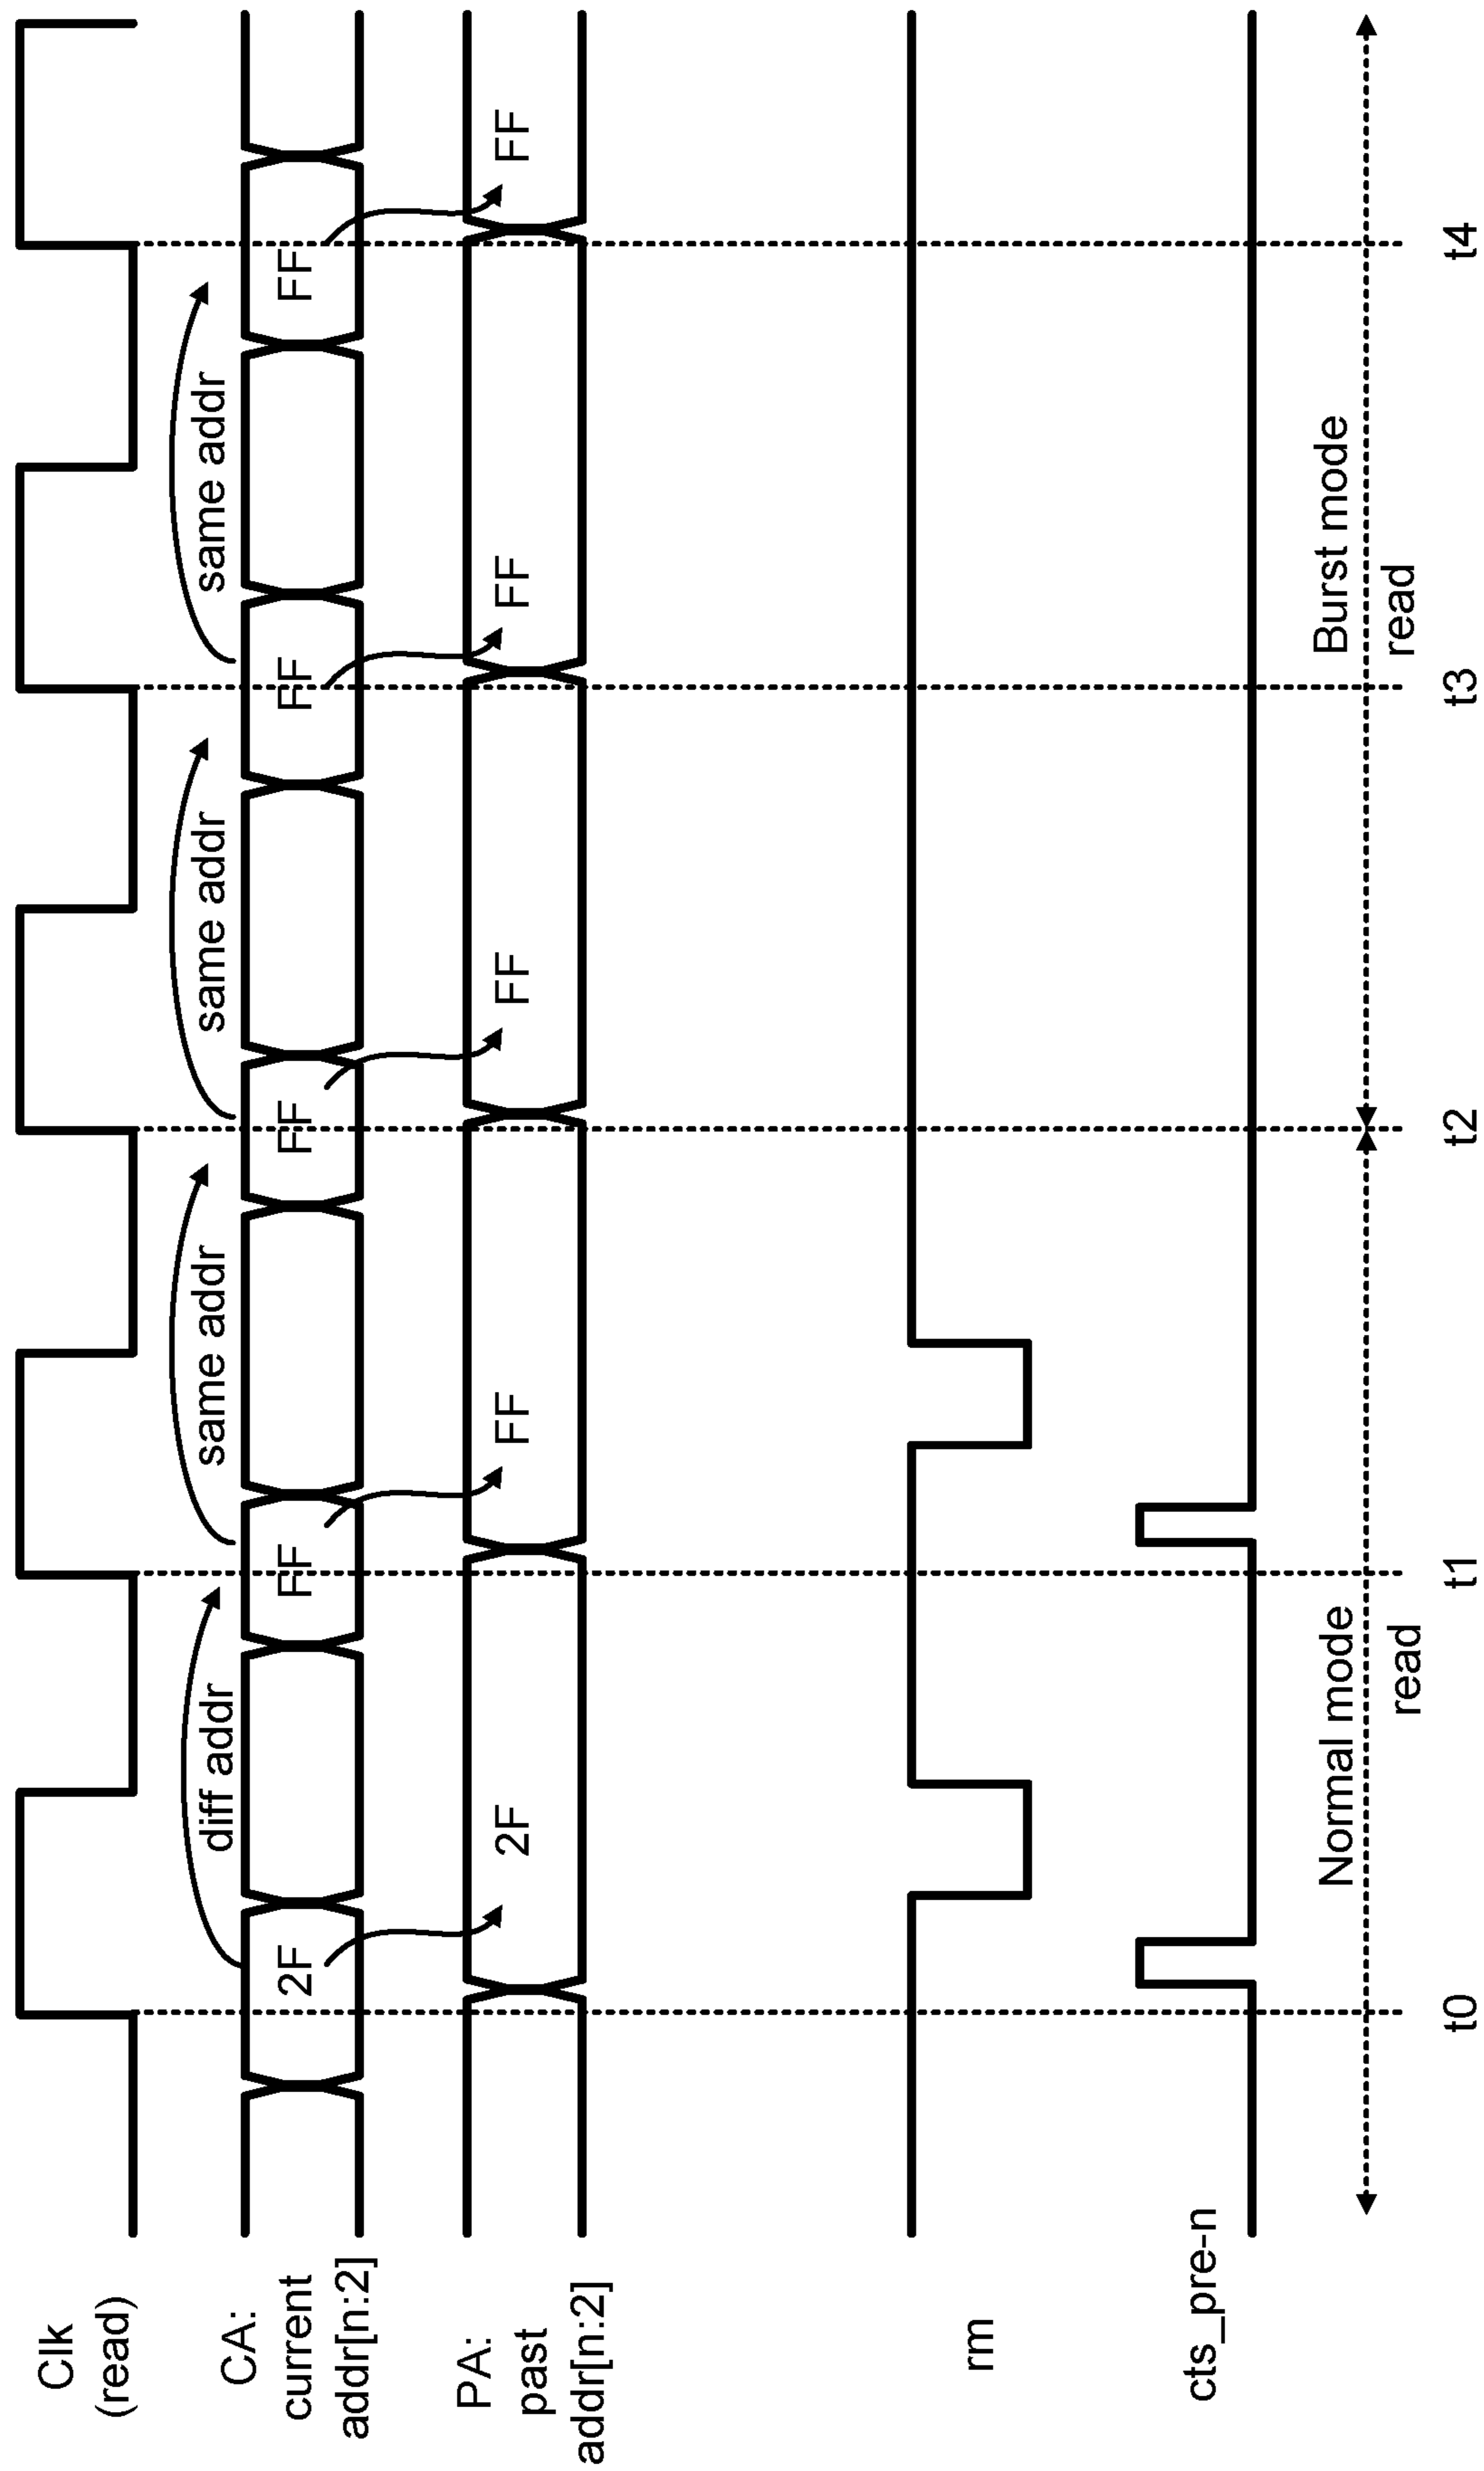 Clk
(read)
diff addr
same addr
same addr
same addr
CA:
current
addr[n:2]
2F
FF
FF
FF
FF
PA:
past
addr[n:2]
2F
FF
FF
FF
FF
rm
cts_pre-n
Normal mode
read
Burst mode
read
t0
t1
t2
t3
t4